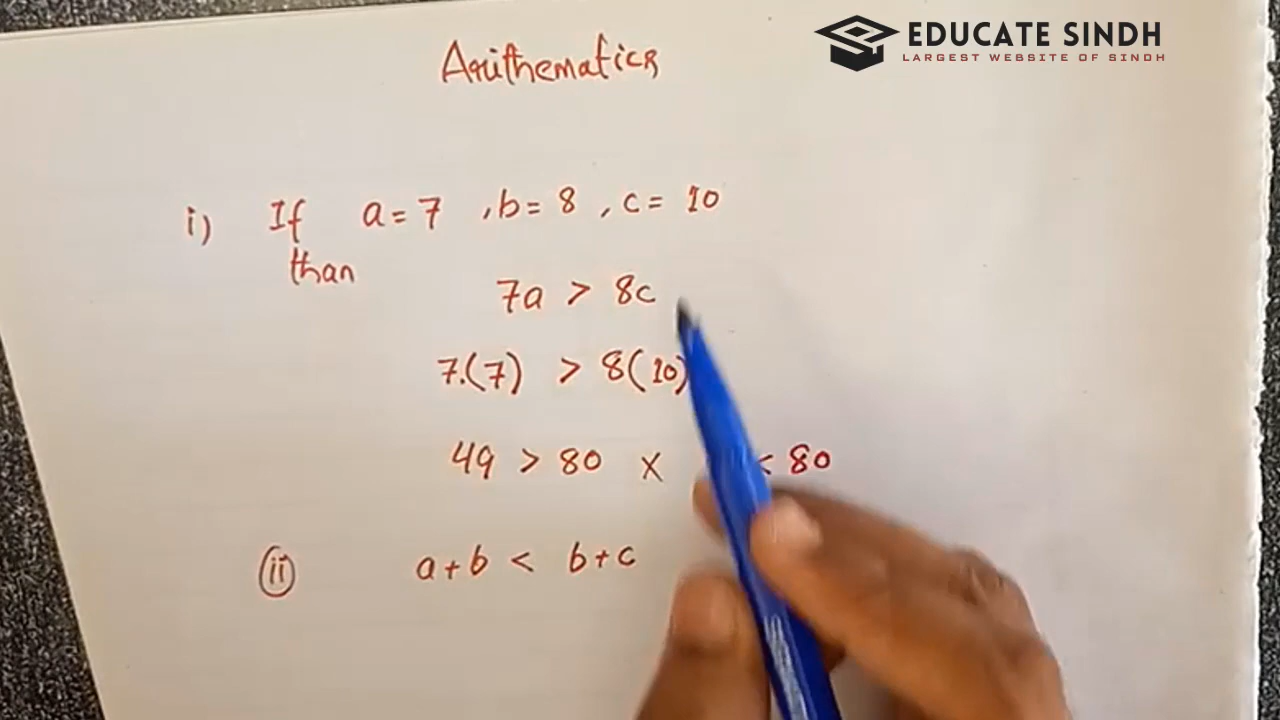 EDUCATE SINDH
LARGEST WEBSITE OF SINDH
Arithematics
i) If a = 7 , b = 8 , c = 10
than
7a > 8c
7.(7) > 8(10)
49 > 80 X < 80
(ii) a+b < b+c